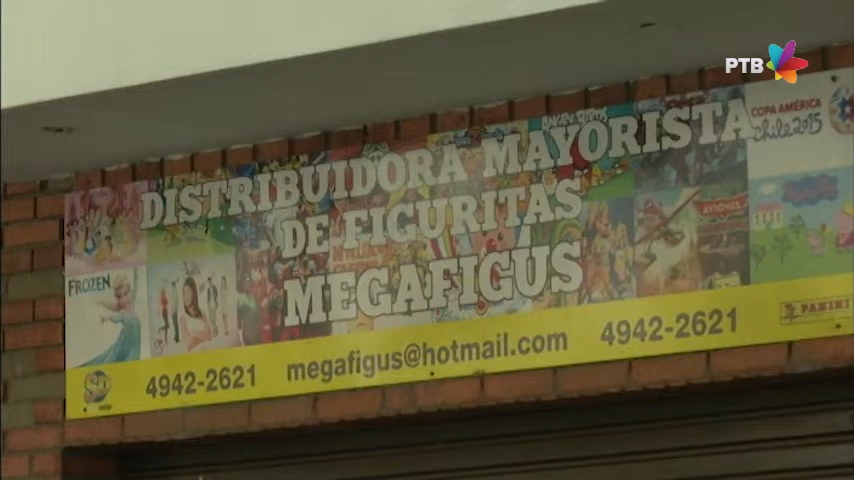 РТВ
COPA AMÉRICA
chile 2015
DISTRIBUIDORA MAYORISTA
DE FIGURITAS
MEGAFIGUS
AVIONES
FROZEN
PANINI
4942-2621 megafigus@hotmail.com 4942-2621